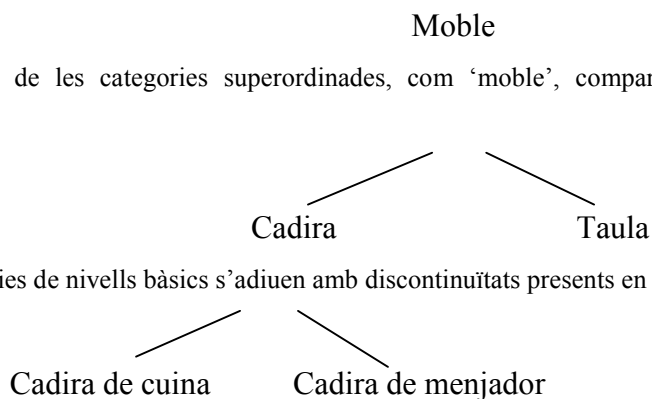 Moble
de les categories superordinades, com ‘moble’, compar
Cadira Taula
ies de nivells bàsics s’adiuen amb discontinuïtats presents en
Cadira de cuina Cadira de menjador